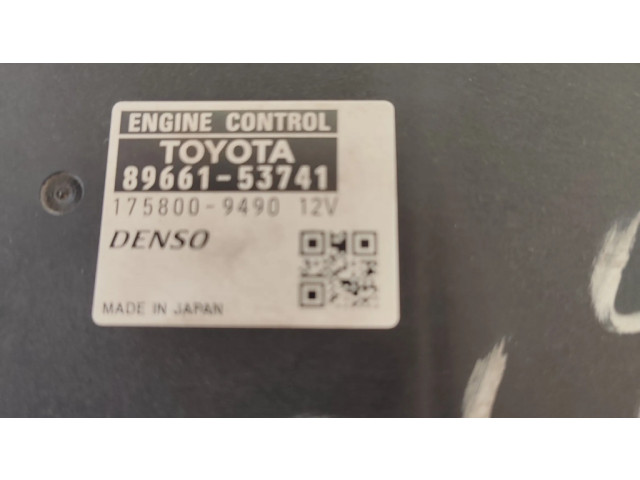 ENGINE CONTROL
TOYOTA
89661-53741
175800-9490 12V
DENSO
MADE IN JAPAN